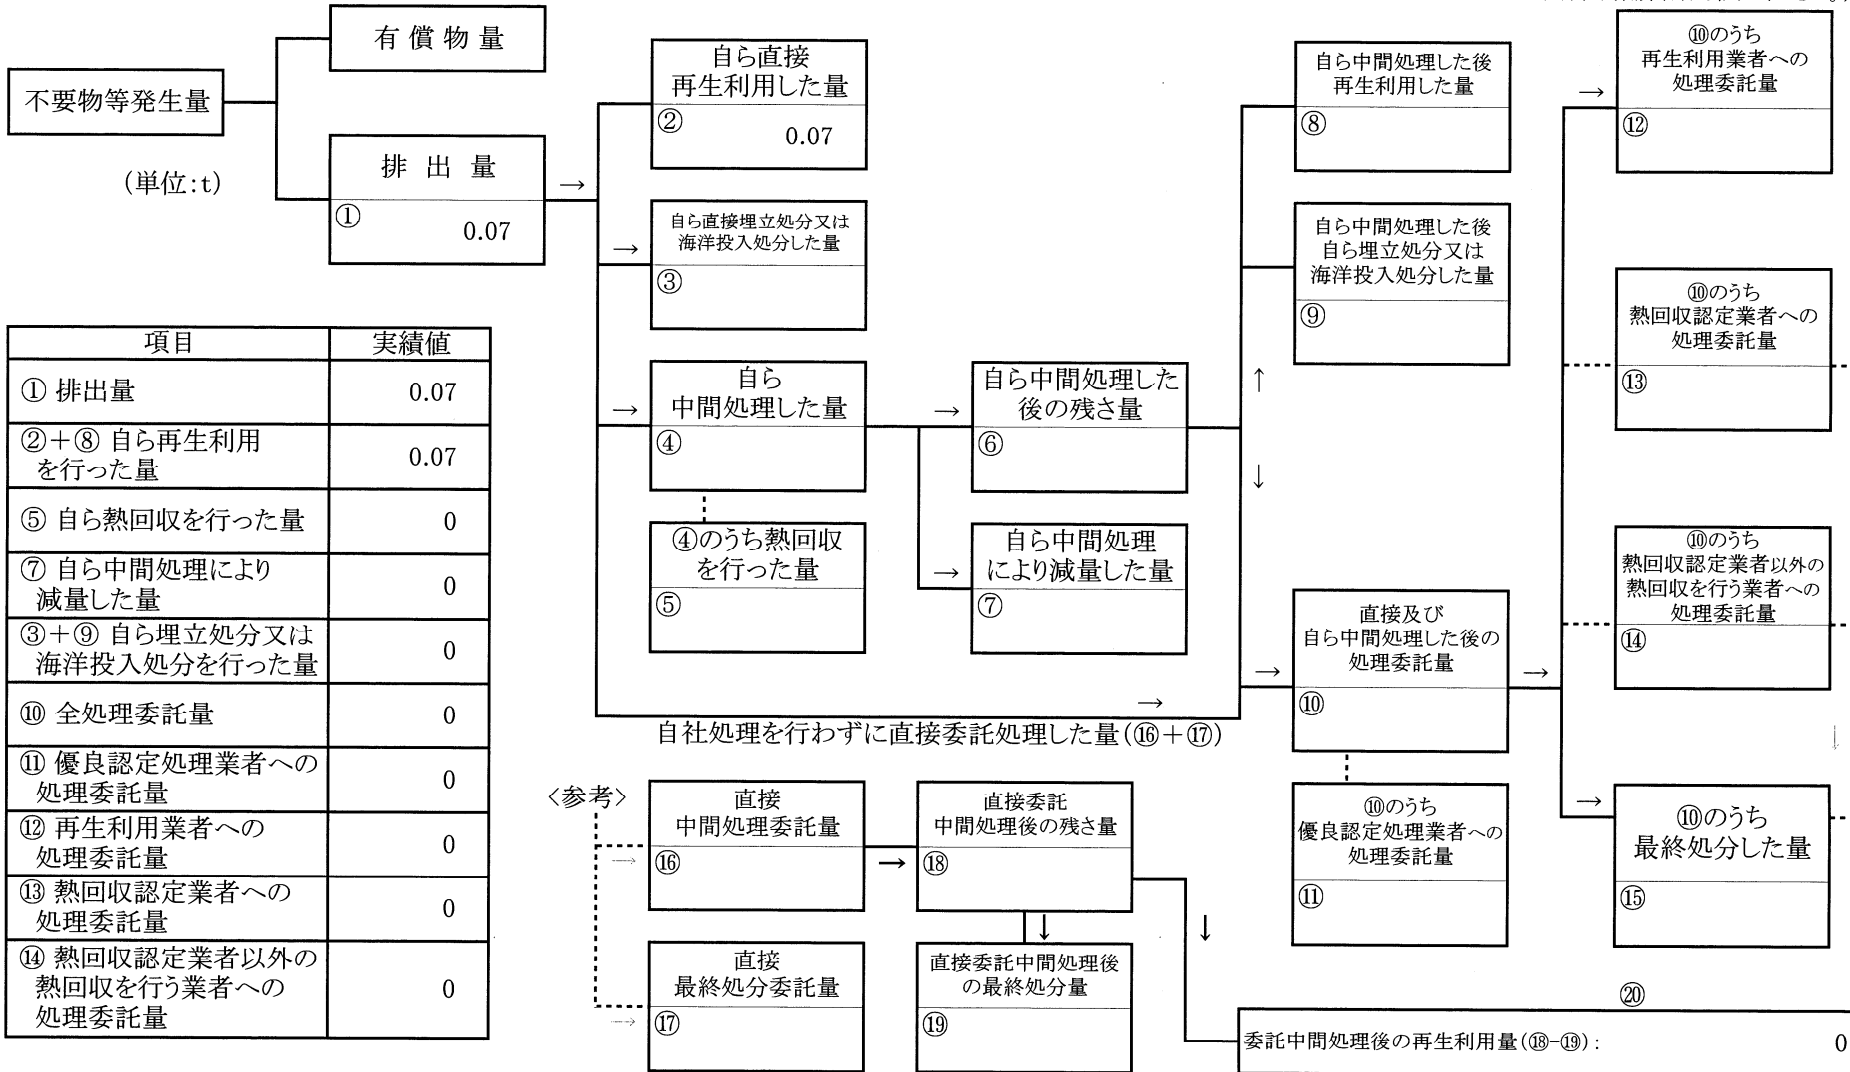 有償物量
不要物等発生量
(単位:t)
排出量
①
0.07
→
自ら直接
再生利用した量
②
0.07
→
自ら直接埋立処分又は
海洋投入処分した量
③
→
自ら
中間処理した量
④
④のうち熱回収
を行った量
⑤
→
自ら中間処理した
後の残さ量
⑥
→
自ら中間処理
により減量した量
⑦
自ら中間処理した後
再生利用した量
⑧
自ら中間処理した後
自ら埋立処分又は
海洋投入処分した量
⑨
↑
↓
→
直接及び
自ら中間処理した後の
処理委託量
⑩
→
⑩のうち
優良認定処理業者への
処理委託量
⑪
→
⑩のうち
再生利用業者への
処理委託量
⑫
⑩のうち
熱回収認定業者への
処理委託量
⑬
⑩のうち
熱回収認定業者以外の
熱回収を行う業者への
処理委託量
⑭
↓
→
⑩のうち
最終処分した量
⑮
→
自社処理を行わずに直接委託処理した量(⑯+⑰)
項目 実績値
① 排出量 0.07
②+⑧ 自ら再生利用
を行った量 0.07
⑤ 自ら熱回収を行った量 0
⑦ 自ら中間処理により
減量した量 0
③+⑨ 自ら埋立処分又は
海洋投入処分を行った量 0
⑩ 全処理委託量 0
⑪ 優良認定処理業者への
処理委託量 0
⑫ 再生利用業者への
処理委託量 0
⑬ 熱回収認定業者への
処理委託量 0
⑭ 熱回収認定業者以外の
熱回収を行う業者への
処理委託量 0
<参考>
→
直接
中間処理委託量
⑯
→
直接委託
中間処理後の残さ量
⑱
↓
↓
→
直接
最終処分委託量
⑰
直接委託中間処理後
の最終処分量
⑲
⑳
委託中間処理後の再生利用量(⑱-⑲): 0